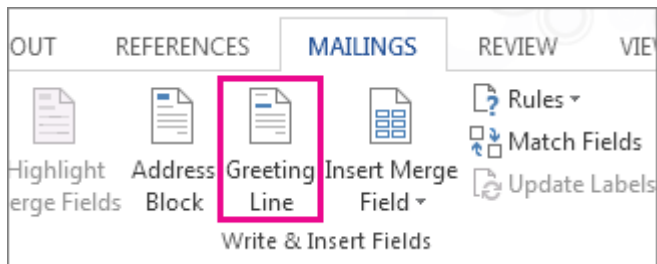 OUT REFERENCES MAILINGS REVIEW VIE
Highlight
erge Fields
Address
Block
Greeting
Line
Insert Merge
Field
Rules
Match Fields
Update Labels
Write & Insert Fields